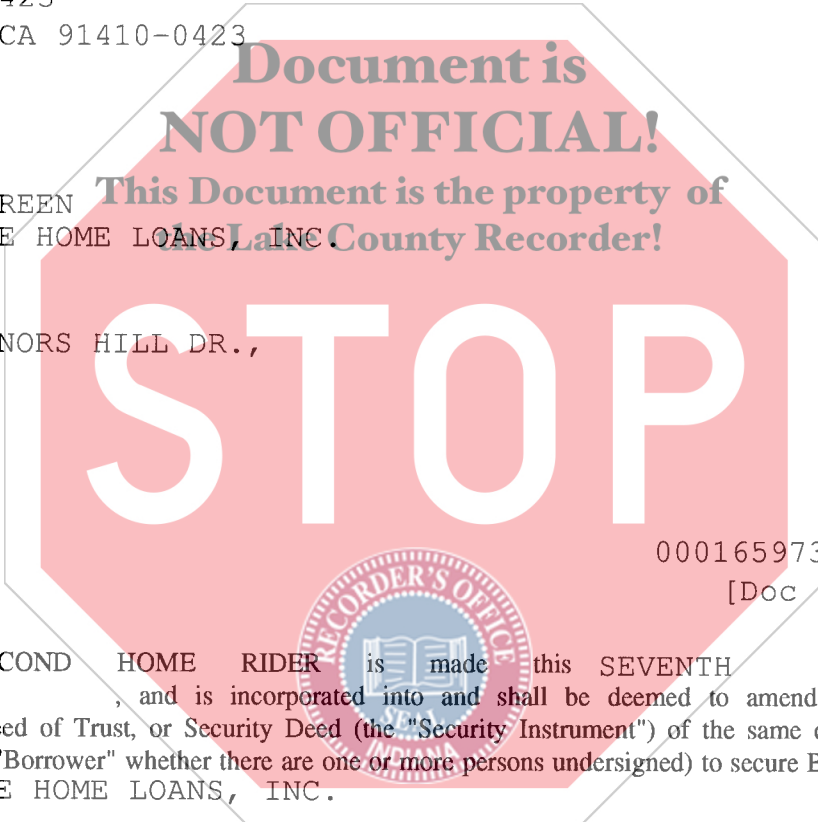 423
CA 91410-0423
Document is
NOT OFFICIAL!
This Document is the property of
REEN
the Lake County Recorder!
E HOME LOANS, INC.
NORS HILL DR.,
STOP
000165973
[Doc
RECORDER'S OFFICE
COND HOME RIDER is made this SEVENTH
, and is incorporated into and shall be deemed to amend
eed of Trust, or Security Deed (the "Security Instrument") of the same
SEAL
INDIANA
"Borrower" whether there are one or more persons undersigned) to secure B
E HOME LOANS, INC.